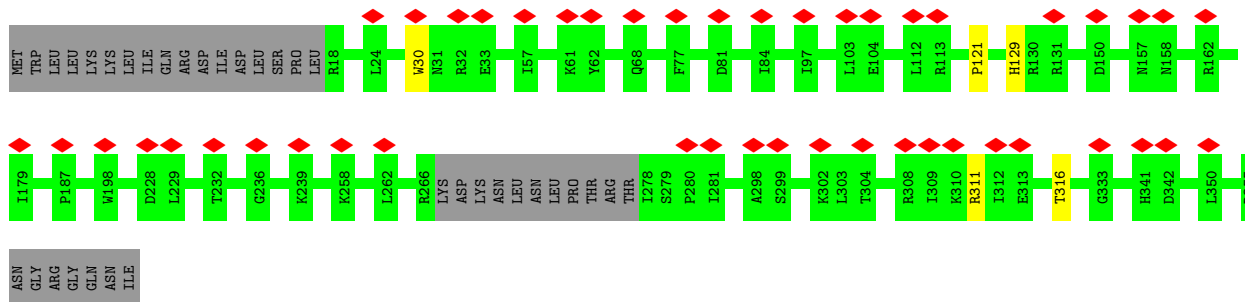 MET TRP LEU LEU LYS LYS LEU ILE GLN ARG ASP ILE ASP LEU SER PRO LEU R18 L24 W30 N31 R32 E33 I57 K61 Y62 Q68 F77 D81 I84 I97 L103 E104 L112 R113 P121 H129 R130 R131 D150 N157 N158 R162
I179 P187 W198 D228 L229 T232 G236 K239 K258 L262 R266 LYS ASP LYS ASN LEU ASN LEU PRO THR ARG THR I278 S279 P280 I281 A298 S299 K302 L303 T304 R308 I309 K310 R311 I312 E313 T316 G333 H341 D342 L350
ASN GLY ARG GLY GLN ASN ILE